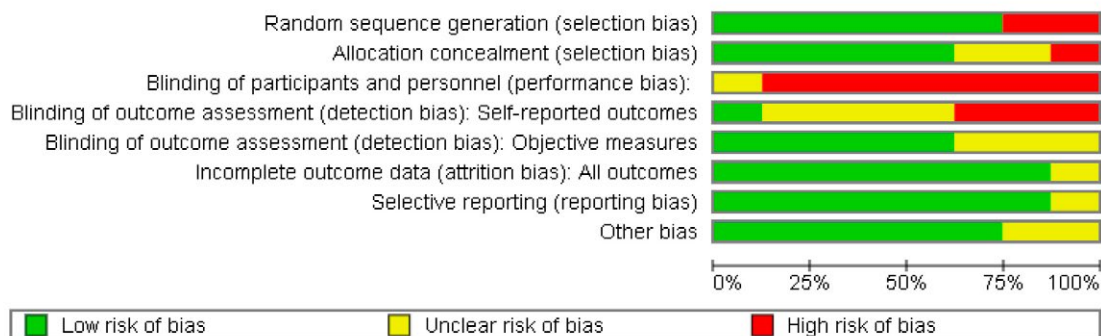 Random sequence generation (selection bias)
Allocation concealment (selection bias)
Blinding of participants and personnel (performance bias):
Blinding of outcome assessment (detection bias): Self-reported outcomes
Blinding of outcome assessment (detection bias): Objective measures
Incomplete outcome data (attrition bias): All outcomes
Selective reporting (reporting bias)
Other bias
0% 25% 50% 75% 100%
Low risk of bias Unclear risk of bias High risk of bias